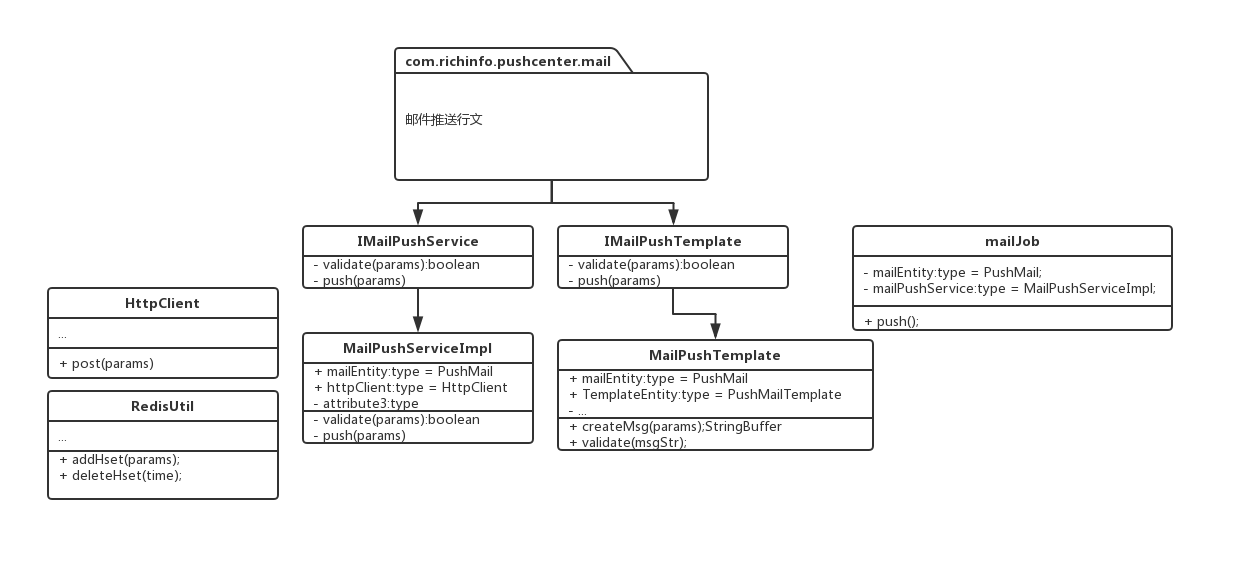 com.richinfo.pushcenter.mail
邮件推送行文
IMailPushService
- validate(params):boolean
- push(params)
IMailPushTemplate
- validate(params):boolean
- push(params)
mailJob
- mailEntity:type = PushMail;
- mailPushService:type = MailPushServiceImpl;
+ push();
HttpClient
...
+ post(params)
MailPushServiceImpl
+ mailEntity:type = PushMail
+ httpClient:type = HttpClient
- attribute3:type
- validate(params):boolean
- push(params)
MailPushTemplate
+ mailEntity:type = PushMail
+ TemplateEntity:type = PushMailTemplate
- ...
+ createMsg(params);StringBuffer
+ validate(msgStr);
RedisUtil
...
+ addHset(params);
+ deleteHset(time);